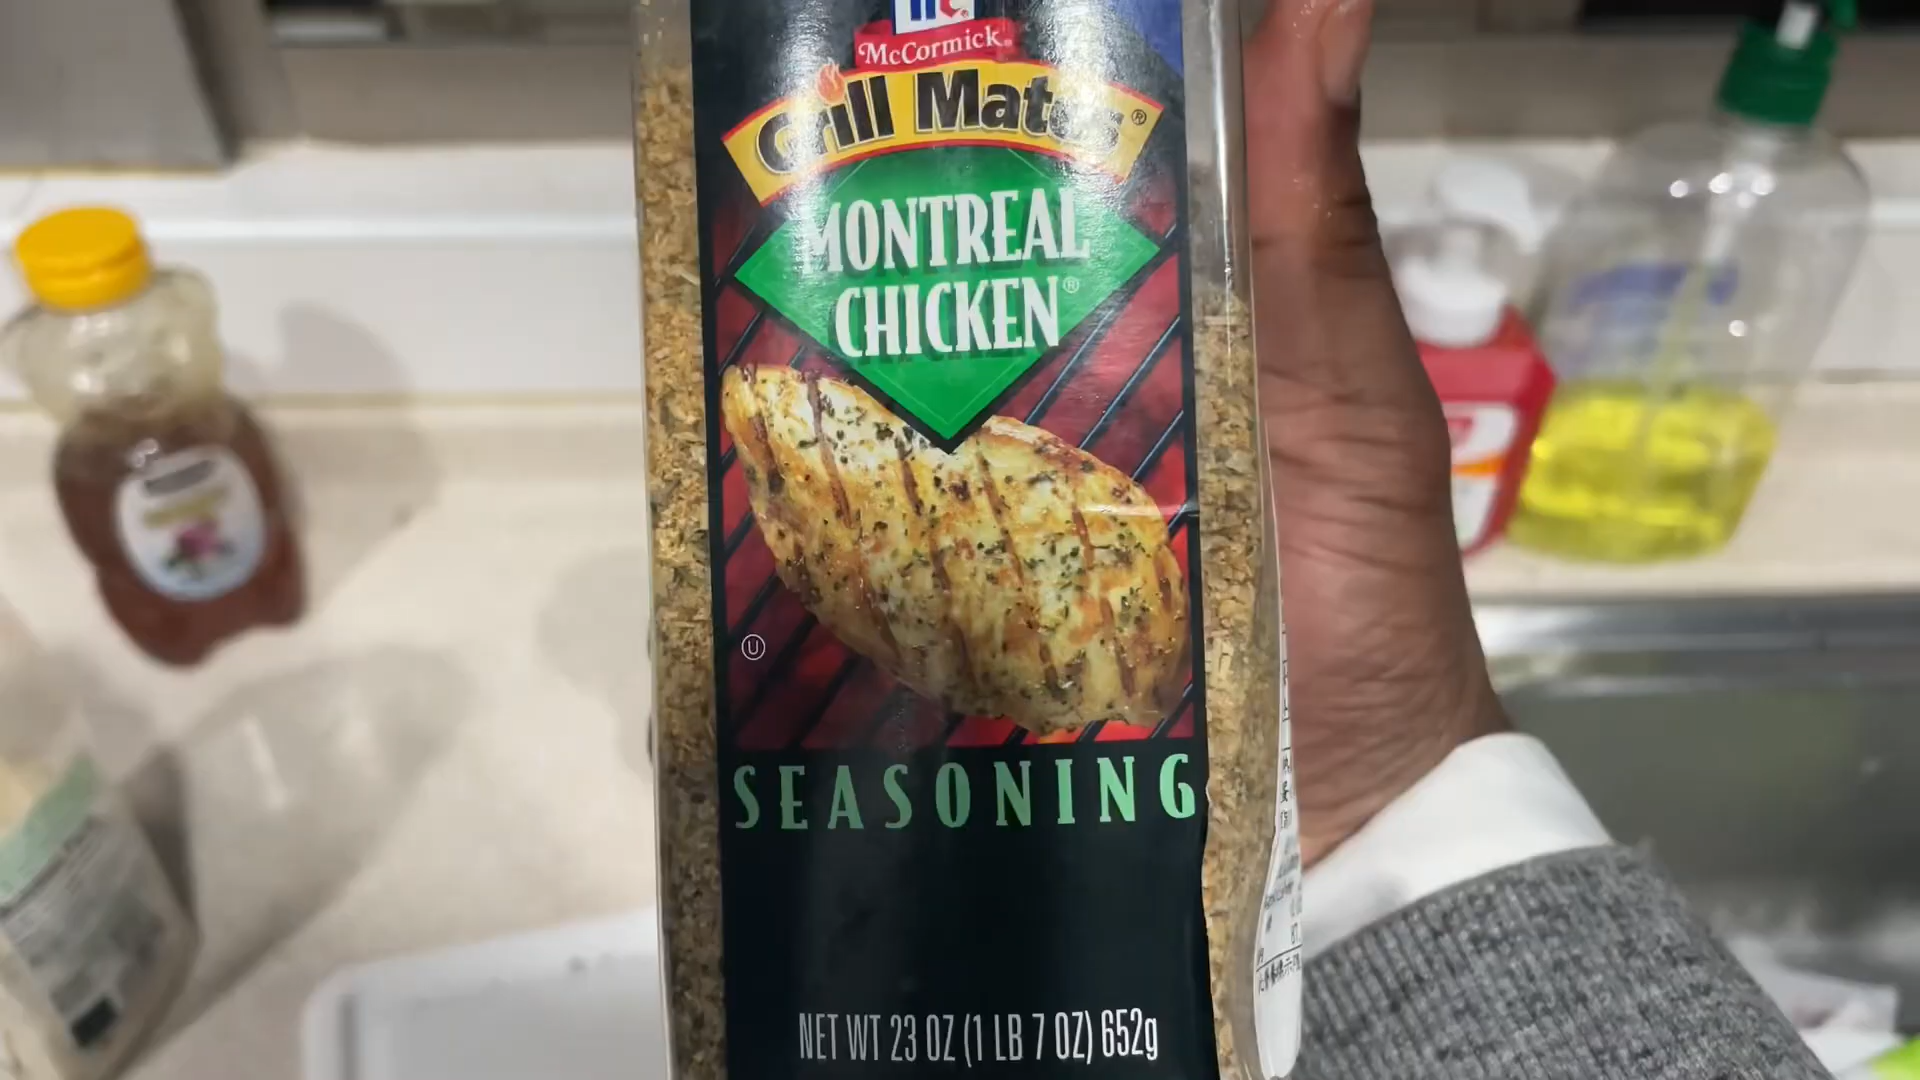 McCormick®
Grill Mates®
MONTREAL
CHICKEN®
U
SEASONING
NET WT 23 OZ (1 LB 7 OZ) 652g